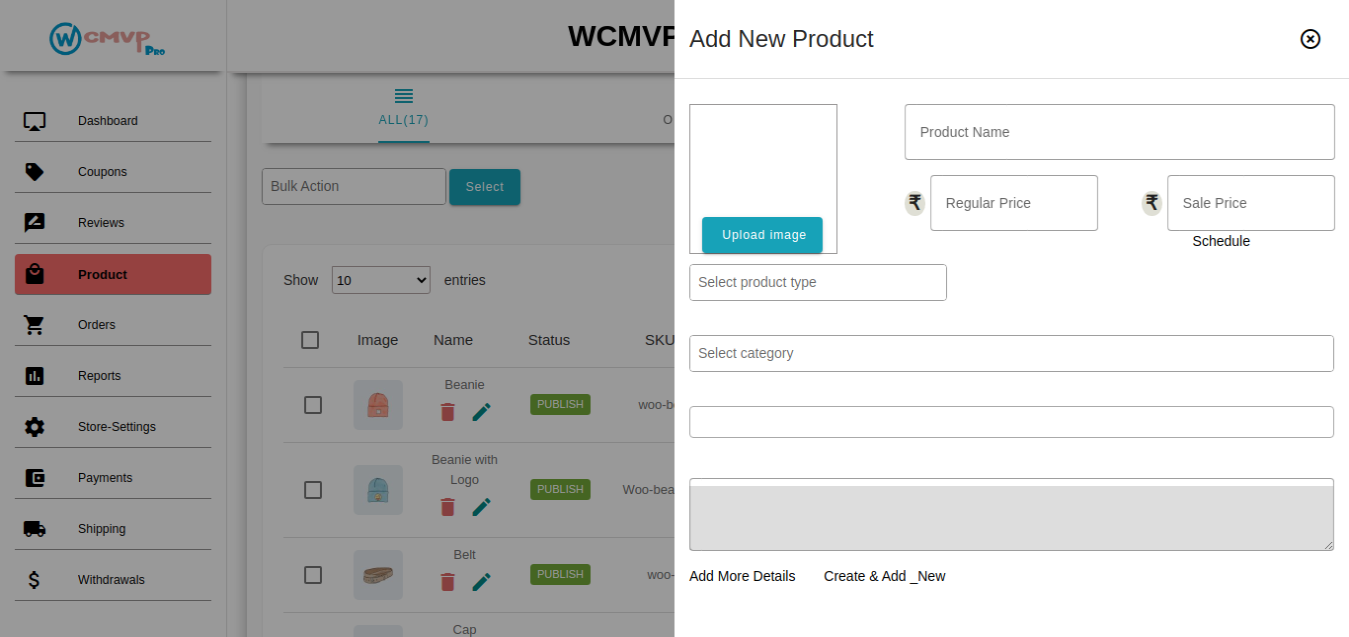 WCMVP
Pro
Dashboard
Coupons
Reviews
Product
Orders
Reports
Store-Settings
Payments
Shipping
Withdrawals
WCMVP
ALL(17)
O
Bulk Action
Select
Show 10 entries
Image Name Status SKU
Beanie
PUBLISH
woo-b
Beanie with
Logo
PUBLISH
Woo-bea
Belt
PUBLISH
woo-
Cap
Add New Product
Upload image
Product Name
₹ Regular Price
₹ Sale Price
Schedule
Select product type
Select category
Add More Details Create & Add _New